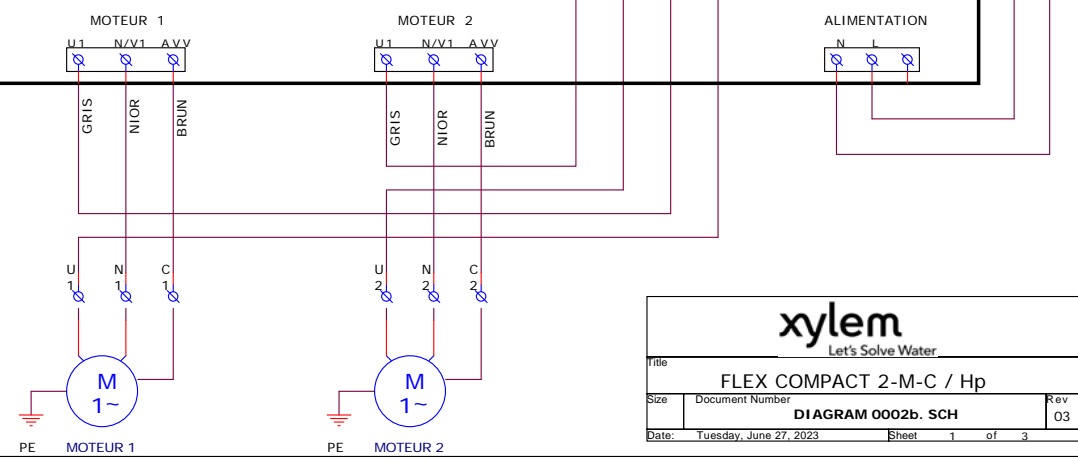 MOTEUR 1 MOTEUR 2 ALIMENTATION
U1 N/V1 AVV U1 N/V1 AVV N L
GRIS NIOR BRUN GRIS NIOR BRUN
U N C U N C
1 1 1 2 2 2
M M
1~ 1~
PE MOTEUR 1 PE MOTEUR 2
xylem
Let's Solve Water
Title
FLEX COMPACT 2-M-C / Hp
Size Document Number Rev
DIAGRAM 0002b. SCH 03
Date: Tuesday, June 27, 2023 Sheet 1 of 3